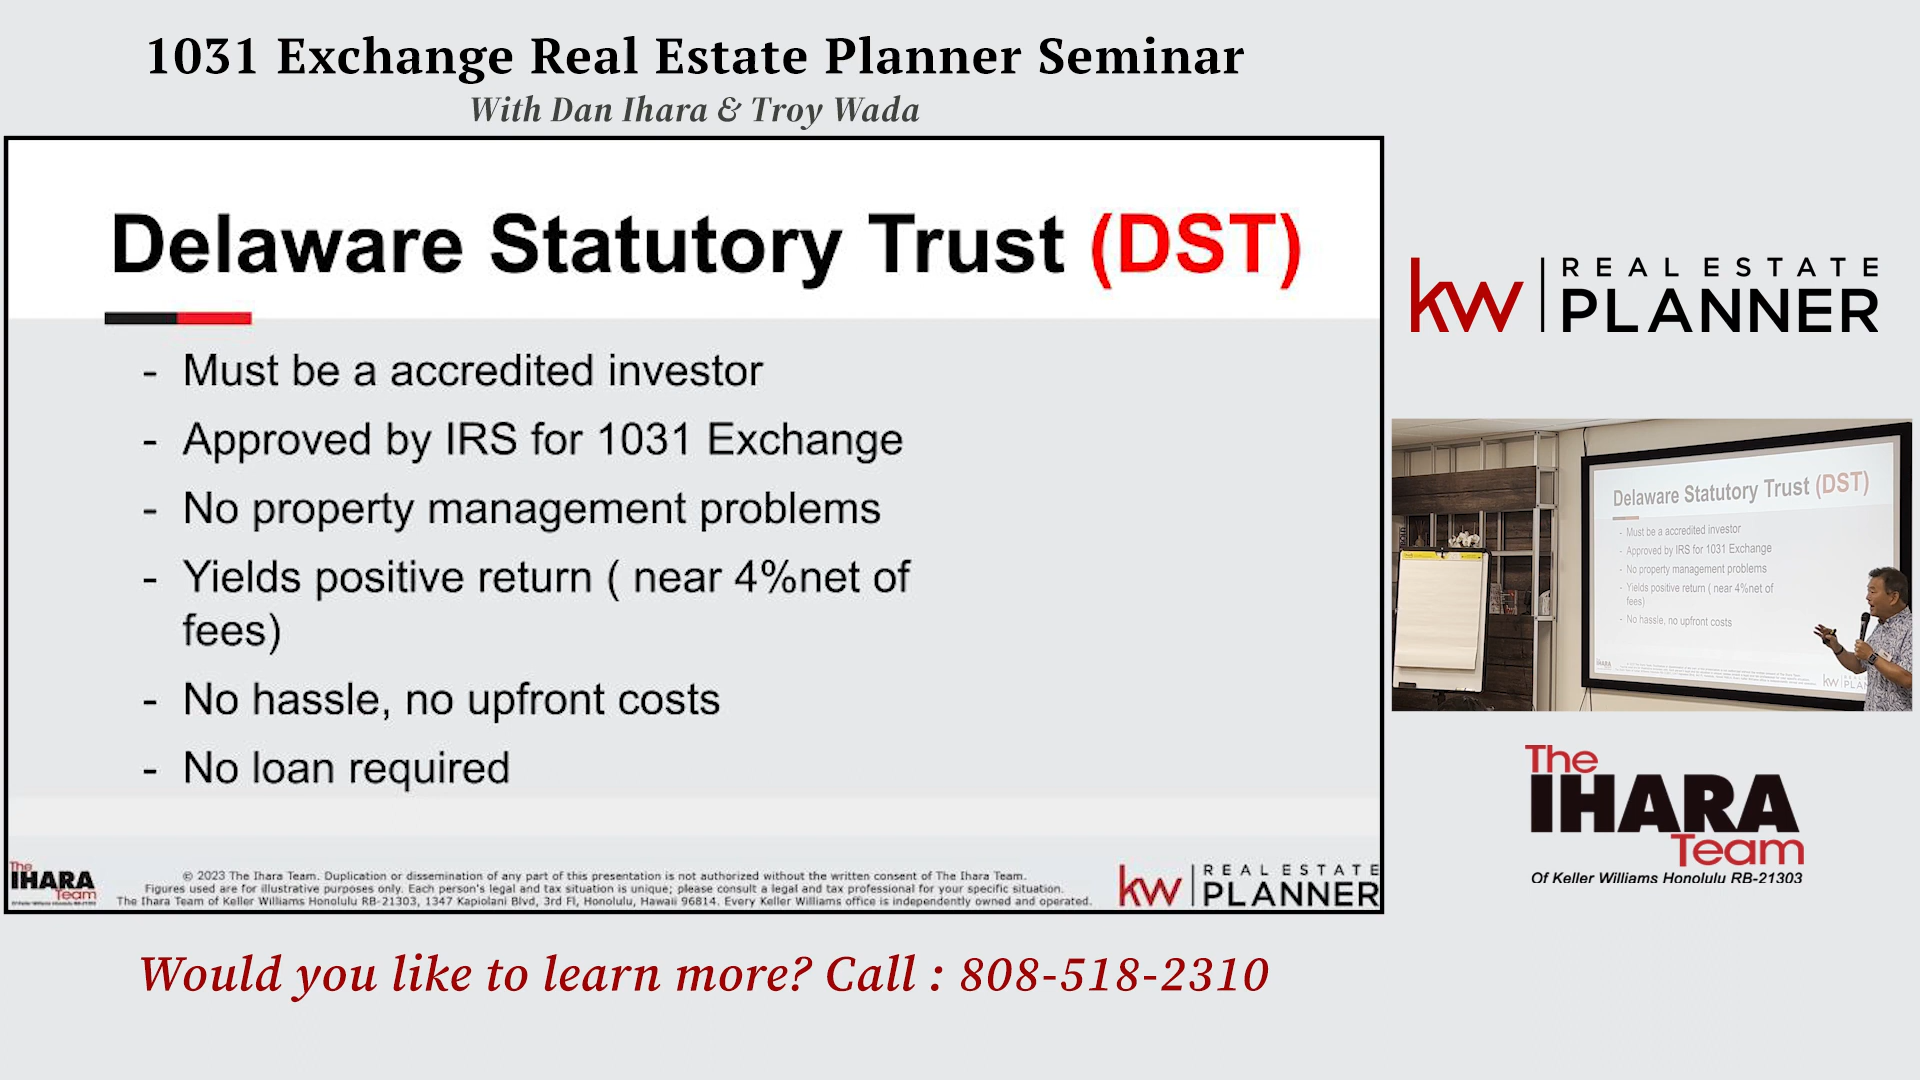 1031 Exchange Real Estate Planner Seminar
With Dan Ihara & Troy Wada
Delaware Statutory Trust (DST)
- Must be a accredited investor
- Approved by IRS for 1031 Exchange
- No property management problems
- Yields positive return ( near 4%net of
fees)
- No hassle, no upfront costs
- No loan required
The
IHARA
Team
© 2023 The Ihara Team. Duplication or dissemination of any part of this presentation is not authorized without the written consent of The Ihara Team.
Figures used are for illustrative purposes only. Each person's legal and tax situation is unique; please consult a legal and tax professional for your specific situation.
The Ihara Team of Keller Williams Honolulu RB-21303, 1347 Kapiolani Blvd, 3rd Fl, Honolulu, Hawaii 96814. Every Keller Williams office is independently owned and operated.
kw REAL ESTATE
PLANNER
kw REAL ESTATE
PLANNER
Delaware Statutory Trust (DST)
- Must be a accredited investor
- Approved by IRS for 1031 Exchange
- No property management problems
- Yields positive return ( near 4%net of
fees)
- No hassle, no upfront costs
IHARA
kw REAL
PLAN
The
IHARA
Team
Of Keller Williams Honolulu RB-21303
Would you like to learn more? Call : 808-518-2310